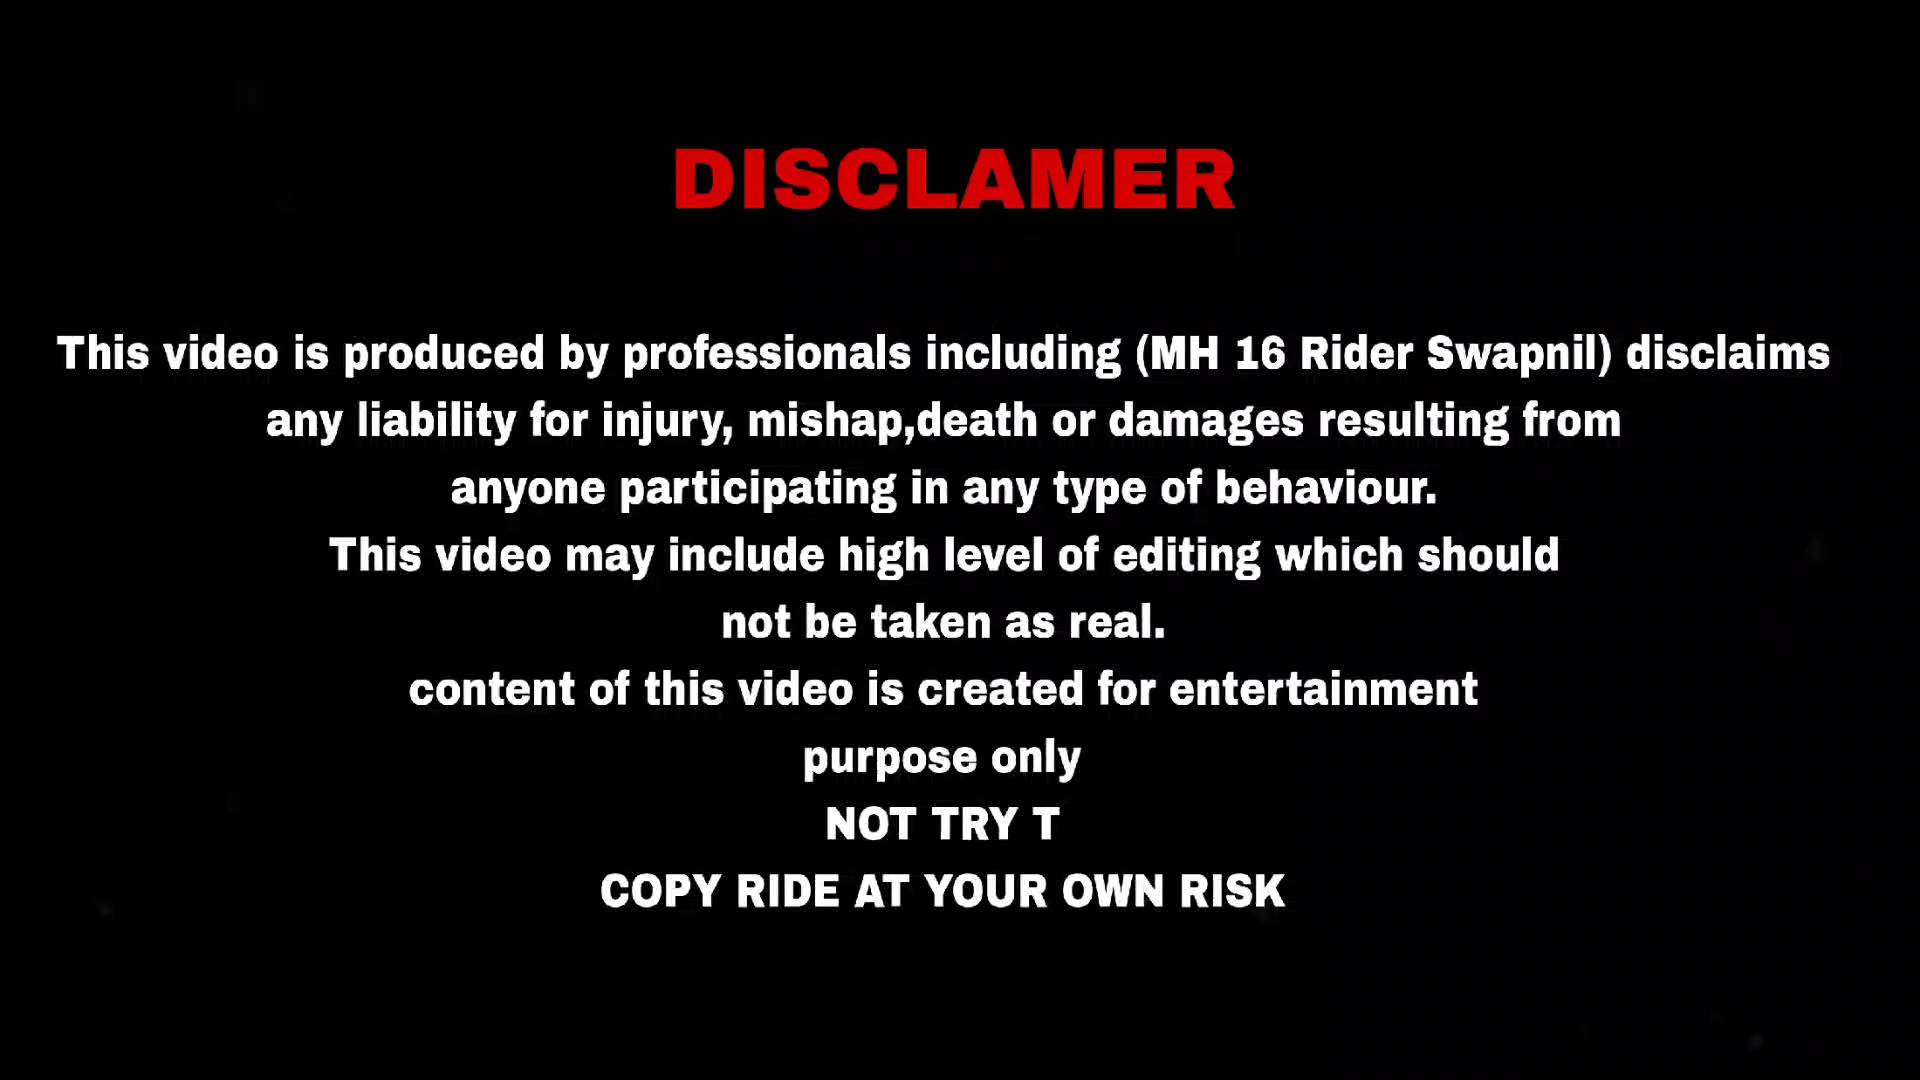 DISCLAMER
This video is produced by professionals including (MH 16 Rider Swapnil) disclaims
any liability for injury, mishap,death or damages resulting from
anyone participating in any type of behaviour.
This video may include high level of editing which should
not be taken as real.
content of this video is created for entertainment
purpose only
NOT TRY T
COPY RIDE AT YOUR OWN RISK